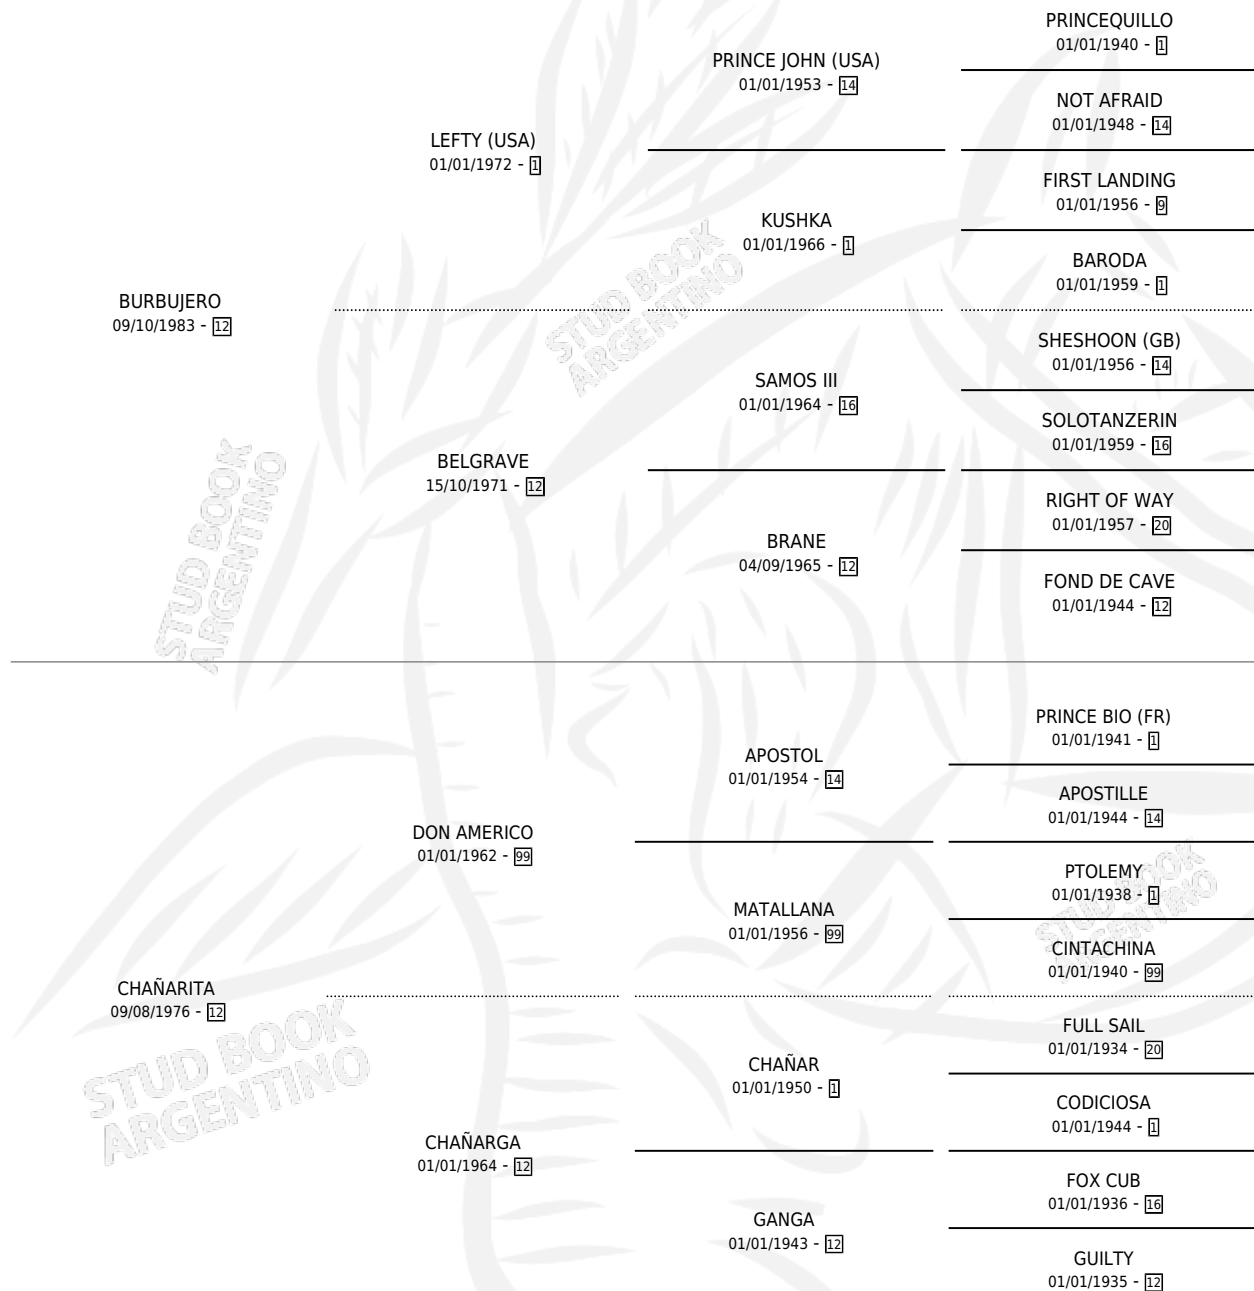 PRINCEQUILLO
01/01/1940 - 1
PRINCE JOHN (USA)
01/01/1953 - 14
NOT AFRAID
01/01/1948 - 14
LEFTY (USA)
01/01/1972 - 1
FIRST LANDING
01/01/1956 - 9
KUSHKA
01/01/1966 - 1
BARODA
01/01/1959 - 1
BURBUJERO
09/10/1983 - 12
STUD BOOK
ARGENTINO
SHESHOON (GB)
01/01/1956 - 14
SAMOS III
01/01/1964 - 16
SOLOTANZERIN
01/01/1959 - 16
BELGRAVE
15/10/1971 - 12
RIGHT OF WAY
01/01/1957 - 20
BRANE
04/09/1965 - 12
FOND DE CAVE
01/01/1944 - 12
STUD BOOK
ARGENTINO
PRINCE BIO (FR)
01/01/1941 - 1
APOSTOL
01/01/1954 - 14
APOSTILLE
01/01/1944 - 14
DON AMERICO
01/01/1962 - 99
PTOLEMY
01/01/1938 - 1
MATALLANA
01/01/1956 - 99
CINTACHINA
01/01/1940 - 99
STUD BOOK
ARGENTINO
CHAÑARITA
09/08/1976 - 12
FULL SAIL
01/01/1934 - 20
CHAÑAR
01/01/1950 - 1
CODICIOSA
01/01/1944 - 1
STUD BOOK
ARGENTINO
CHAÑARGA
01/01/1964 - 12
FOX CUB
01/01/1936 - 16
GANGA
01/01/1943 - 12
GUILTY
01/01/1935 - 12